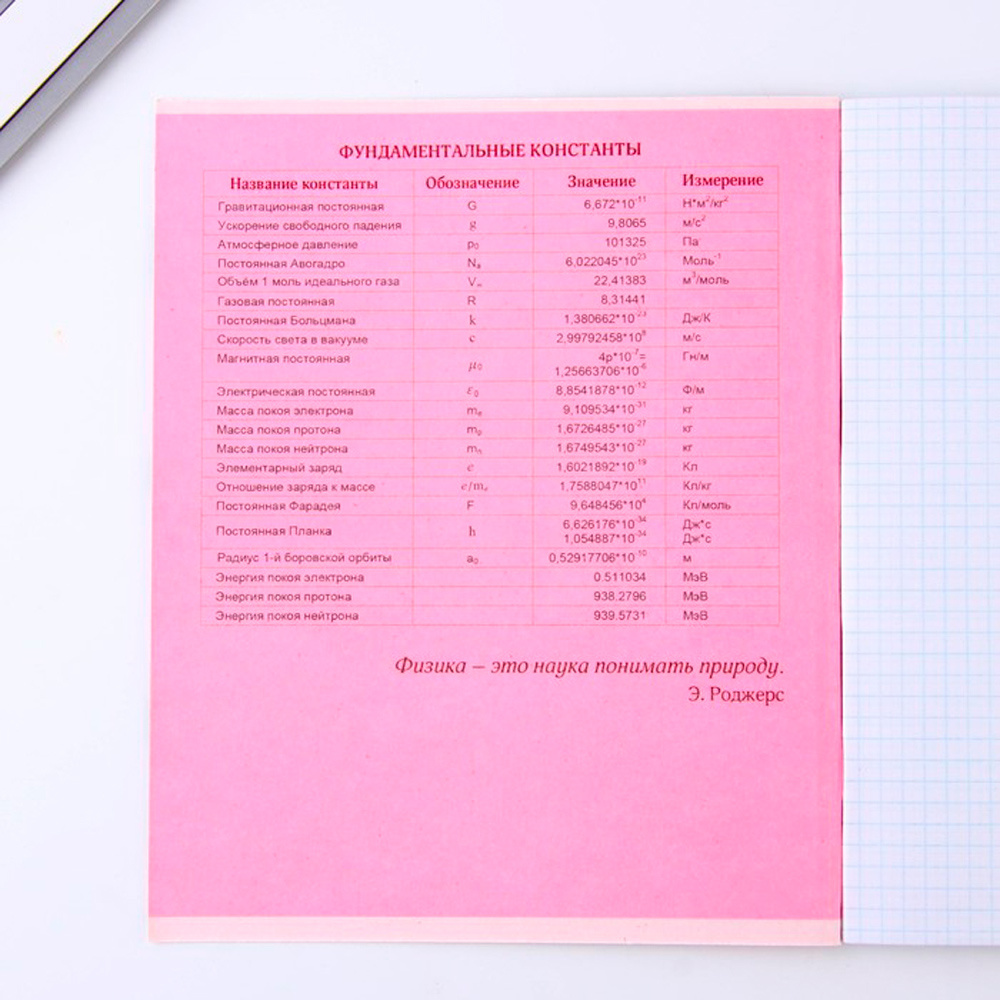 ФУНДАМЕНТАЛЬНЫЕ КОНСТАНТЫ
Название константы Обозначение Значение Измерение
Гравитационная постоянная G 6,672*10⁻¹¹ Н*м²/кг²
Ускорение свободного падения g 9,8065 м/с²
Атмосферное давление p₀ 101325 Па
Постоянная Авогадро Nₐ 6,022045*10²³ Моль⁻¹
Объём 1 моль идеального газа Vₘ 22,41383 м³/моль
Газовая постоянная R 8,31441
Постоянная Больцмана k 1,380662*10⁻²³ Дж/К
Скорость света в вакууме c 2,99792458*10⁸ м/с
Магнитная постоянная μ₀ 4p*10⁻⁷= Гн/м
1,25663706*10⁻⁶
Электрическая постоянная ε₀ 8,8541878*10⁻¹² Ф/м
Масса покоя электрона mₑ 9,109534*10⁻³¹ кг
Масса покоя протона mₚ 1,6726485*10⁻²⁷ кг
Масса покоя нейтрона mₙ 1,6749543*10⁻²⁷ кг
Элементарный заряд e 1,6021892*10⁻¹⁹ Кл
Отношение заряда к массе e/mₑ 1,7588047*10¹¹ Кл/кг
Постоянная Фарадея F 9,648456*10⁴ Кл/моль
Постоянная Планка h 6,626176*10⁻³⁴ Дж*с
1,054887*10⁻³⁴ Дж*с
Радиус 1-й боровской орбиты a₀ 0,52917706*10⁻¹⁰ м
Энергия покоя электрона 0.511034 МэВ
Энергия покоя протона 938.2796 МэВ
Энергия покоя нейтрона 939.5731 МэВ
Физика – это наука понимать природу.
Э. Роджерс